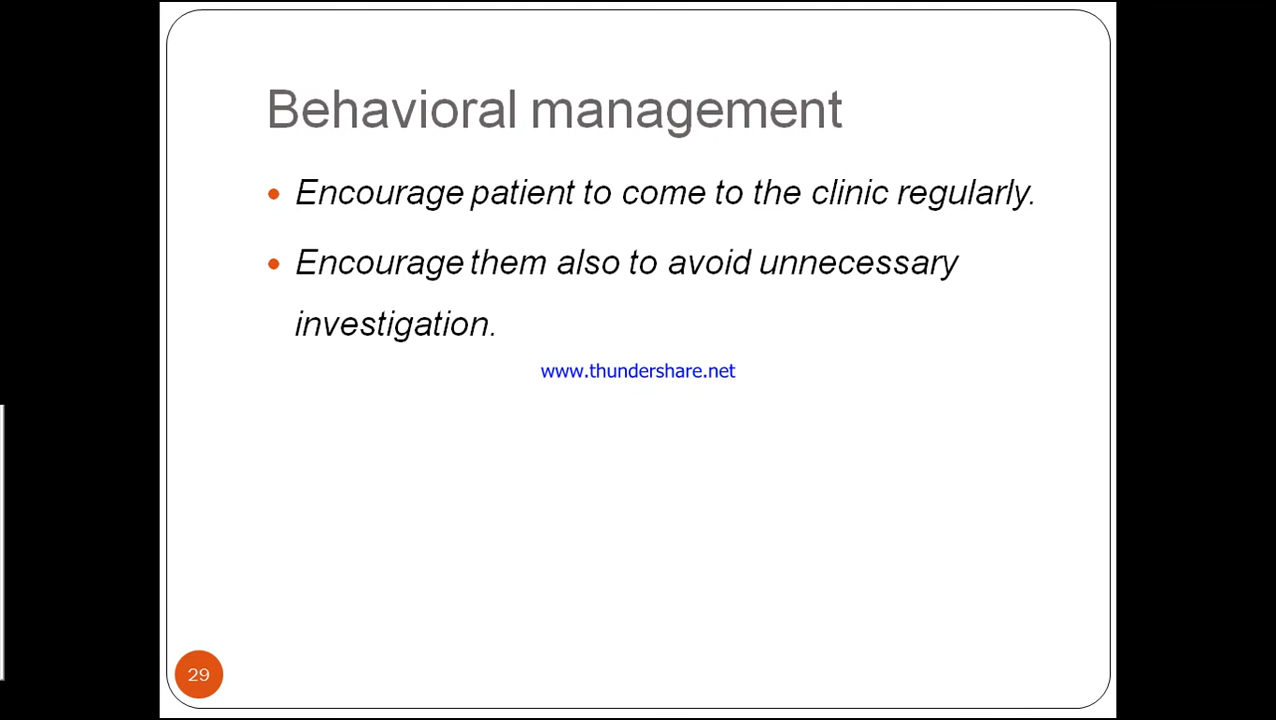 Behavioral management
Encourage patient to come to the clinic regularly.
Encourage them also to avoid unnecessary
investigation.
www.thundershare.net
29